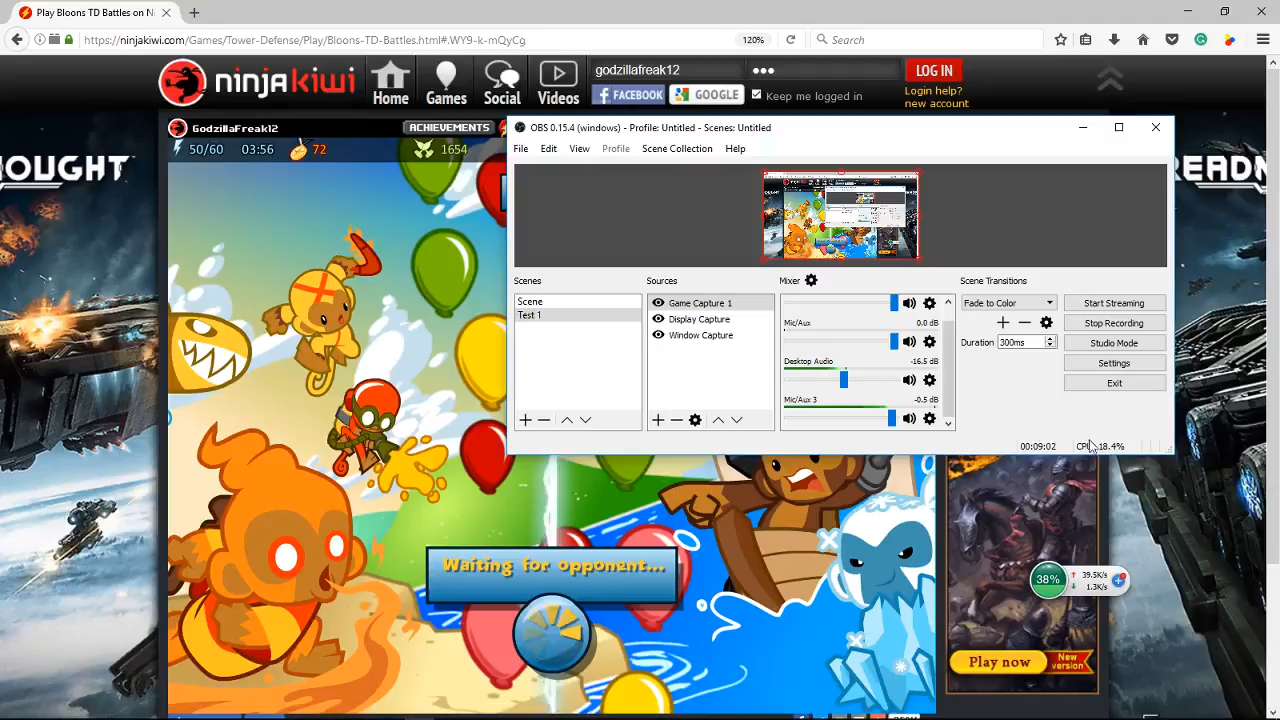 Play Bloons TD Battles on Ni
https://ninjakiwi.com/Games/Tower-Defense/Play/Bloons-TD-Battles.html#.WY9-k-mQyCg
120%
Search
ninjakiwi
Home
Games
Social
Videos
godzillafreak12
LOG IN
FACEBOOK
GOOGLE
Keep me logged in
Login help?
new account
GodzillaFreak12
ACHIEVEMENTS
50/60
03:56
72
1654
OUGHT
READN
OBS 0.15.4 (windows) - Profile: Untitled - Scenes: Untitled
File
Edit
View
Profile
Scene Collection
Help
Scenes
Sources
Mixer
Scene Transitions
Scene
Test 1
Game Capture 1
Display Capture
Window Capture
Mic/Aux
0.0 dB
Desktop Audio
-16.5 dB
Mic/Aux 3
-0.5 dB
Fade to Color
Duration
300ms
Start Streaming
Stop Recording
Studio Mode
Settings
Exit
00:09:02
18.4%
Waiting for opponent...
38%
39.5K/s
1.3K/s
Play now
New
version